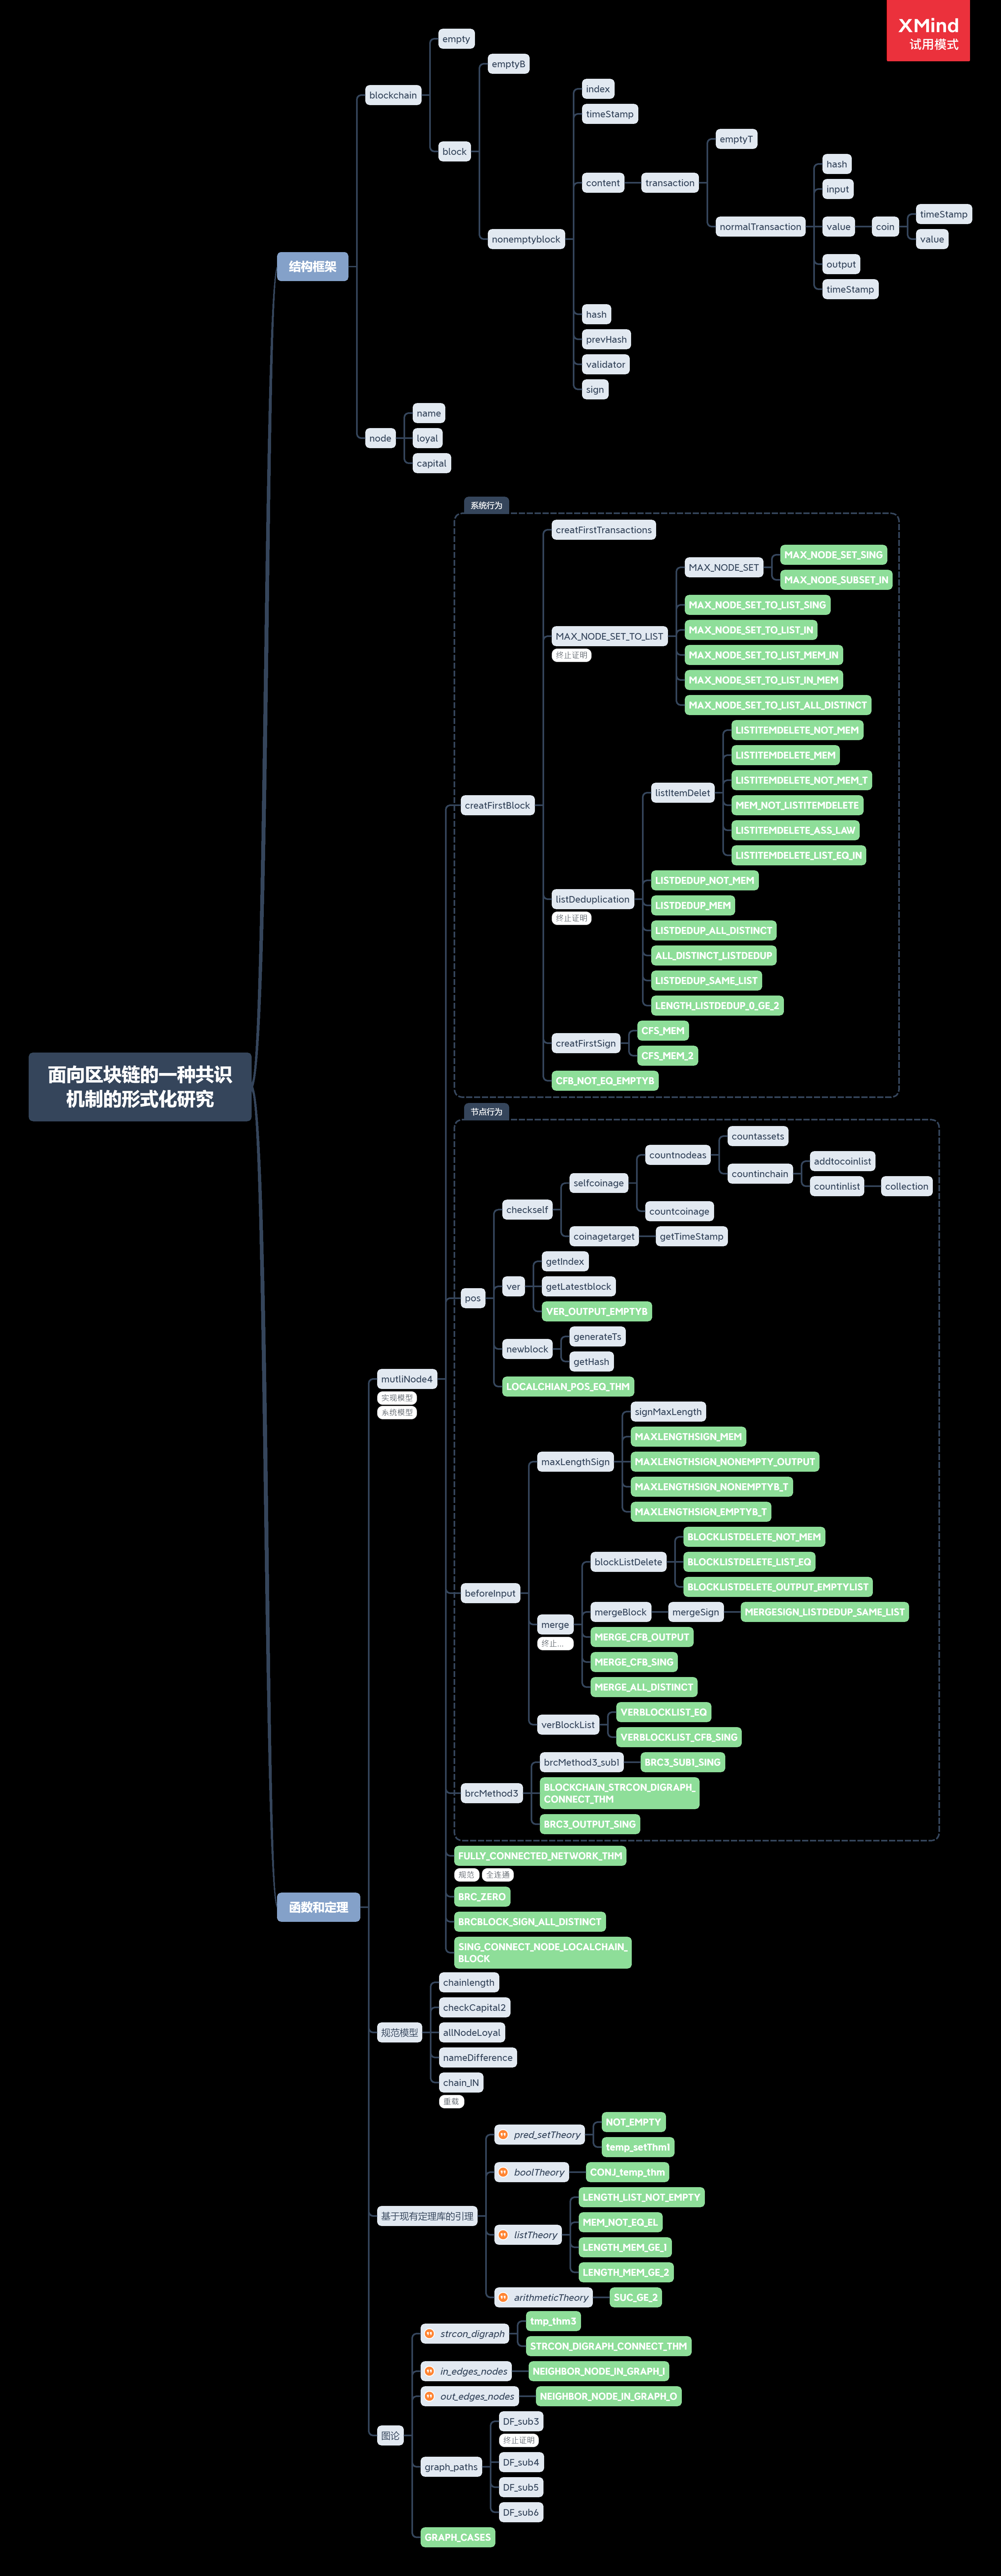 XMind
试用模式
empty
emptyB
index
blockchain
timeStamp
emptyT
block
hash
content
transaction
input
timeStamp
normalTransaction
value
coin
nonemptyblock
value
output
结构框架
timeStamp
hash
prevHash
validator
sign
name
node
loyal
capital
系统行为
creatFirstTransactions
MAX_NODE_SET_SING
MAX_NODE_SET
MAX_NODE_SUBSET_IN
MAX_NODE_SET_TO_LIST_SING
MAX_NODE_SET_TO_LIST_IN
MAX_NODE_SET_TO_LIST
终止证明
MAX_NODE_SET_TO_LIST_MEM_IN
MAX_NODE_SET_TO_LIST_IN_MEM
MAX_NODE_SET_TO_LIST_ALL_DISTINCT
LISTITEMDELETE_NOT_MEM
LISTITEMDELETE_MEM
LISTITEMDELETE_NOT_MEM_T
listItemDelet
MEM_NOT_LISTITEMDELETE
creatFirstBlock
LISTITEMDELETE_ASS_LAW
LISTITEMDELETE_LIST_EQ_IN
LISTDEDUP_NOT_MEM
listDeduplication
LISTDEDUP_MEM
终止证明
LISTDEDUP_ALL_DISTINCT
ALL_DISTINCT_LISTDEDUP
LISTDEDUP_SAME_LIST
LENGTH_LISTDEDUP_0_GE_2
CFS_MEM
creatFirstSign
CFS_MEM_2
CFB_NOT_EQ_EMPTYB
面向区块链的一种共识
机制的形式化研究
节点行为
countassets
countnodeas
addtocoinlist
countinchain
selfcoinage
countinlist
collection
checkself
countcoinage
coinagetarget
getTimeStamp
getIndex
ver
getLatestblock
pos
VER_OUTPUT_EMPTYB
generateTs
newblock
getHash
mutliNode4
实现模型
系统模型
LOCALCHIAN_POS_EQ_THM
signMaxLength
MAXLENGTHSIGN_MEM
maxLengthSign
MAXLENGTHSIGN_NONEMPTY_OUTPUT
MAXLENGTHSIGN_NONEMPTYB_T
MAXLENGTHSIGN_EMPTYB_T
BLOCKLISTDELETE_NOT_MEM
blockListDelete
BLOCKLISTDELETE_LIST_EQ
BLOCKLISTDELETE_OUTPUT_EMPTYLIST
beforeInput
mergeBlock
mergeSign
MERGESIGN_LISTDEDUP_SAME_LIST
merge
终止...
MERGE_CFB_OUTPUT
MERGE_CFB_SING
MERGE_ALL_DISTINCT
VERBLOCKLIST_EQ
verBlockList
VERBLOCKLIST_CFB_SING
brcMethod3_sub1
BRC3_SUB1_SING
brcMethod3
BLOCKCHAIN_STRCON_DIGRAPH_
CONNECT_THM
BRC3_OUTPUT_SING
FULLY_CONNECTED_NETWORK_THM
规范
全连通
BRC_ZERO
函数和定理
BRCBLOCK_SIGN_ALL_DISTINCT
SING_CONNECT_NODE_LOCALCHAIN_
BLOCK
chainlength
checkCapital2
规范模型
allNodeLoyal
nameDifference
chain_IN
重载
NOT_EMPTY
pred_setTheory
temp_setThm1
boolTheory
CONJ_temp_thm
LENGTH_LIST_NOT_EMPTY
基于现有定理库的引理
MEM_NOT_EQ_EL
listTheory
LENGTH_MEM_GE_1
LENGTH_MEM_GE_2
arithmeticTheory
SUC_GE_2
tmp_thm3
strcon_digraph
STRCON_DIGRAPH_CONNECT_THM
in_edges_nodes
NEIGHBOR_NODE_IN_GRAPH_I
out_edges_nodes
NEIGHBOR_NODE_IN_GRAPH_O
DF_sub3
图论
终止证明
DF_sub4
graph_paths
DF_sub5
DF_sub6
GRAPH_CASES